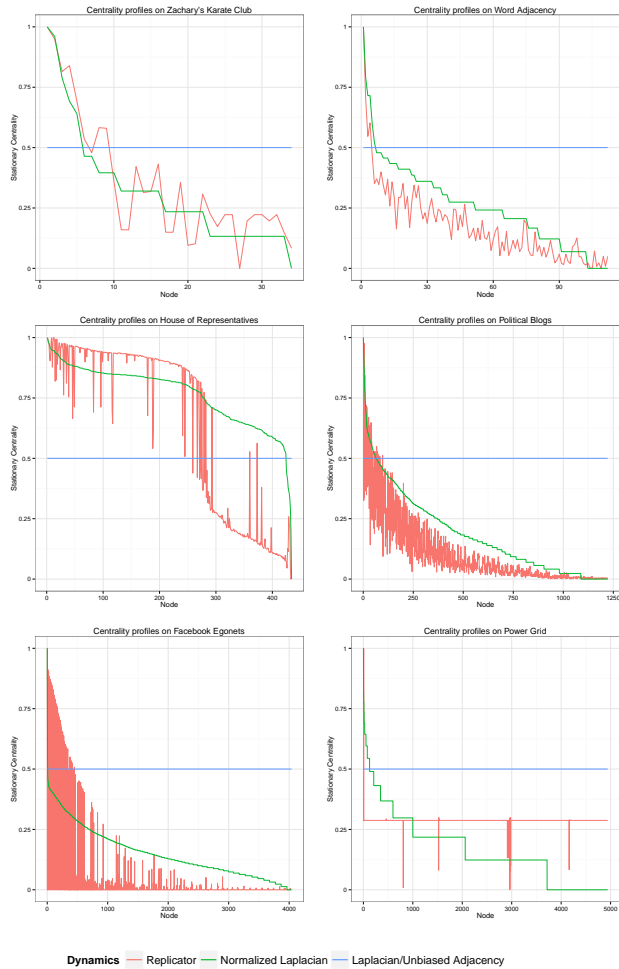 Centrality profiles on Zachary's Karate Club
Stationary Centrality
1
0.75
0.5
0.25
0
0 10 20 30
Node
Centrality profiles on Word Adjacency
Stationary Centrality
1
0.75
0.5
0.25
0
0 30 60 90
Node
Centrality profiles on House of Representatives
Stationary Centrality
1
0.75
0.5
0.25
0
0 100 200 300 400
Node
Centrality profiles on Political Blogs
Stationary Centrality
1
0.75
0.5
0.25
0
0 250 500 750 1000 1250
Node
Centrality profiles on Facebook Egonets
Stationary Centrality
1
0.75
0.5
0.25
0
0 1000 2000 3000 4000
Node
Centrality profiles on Power Grid
Stationary Centrality
1
0.75
0.5
0.25
0
0 1000 2000 3000 4000 5000
Node
Dynamics Replicator Normalized Laplacian Laplacian/Unbiased Adjacency